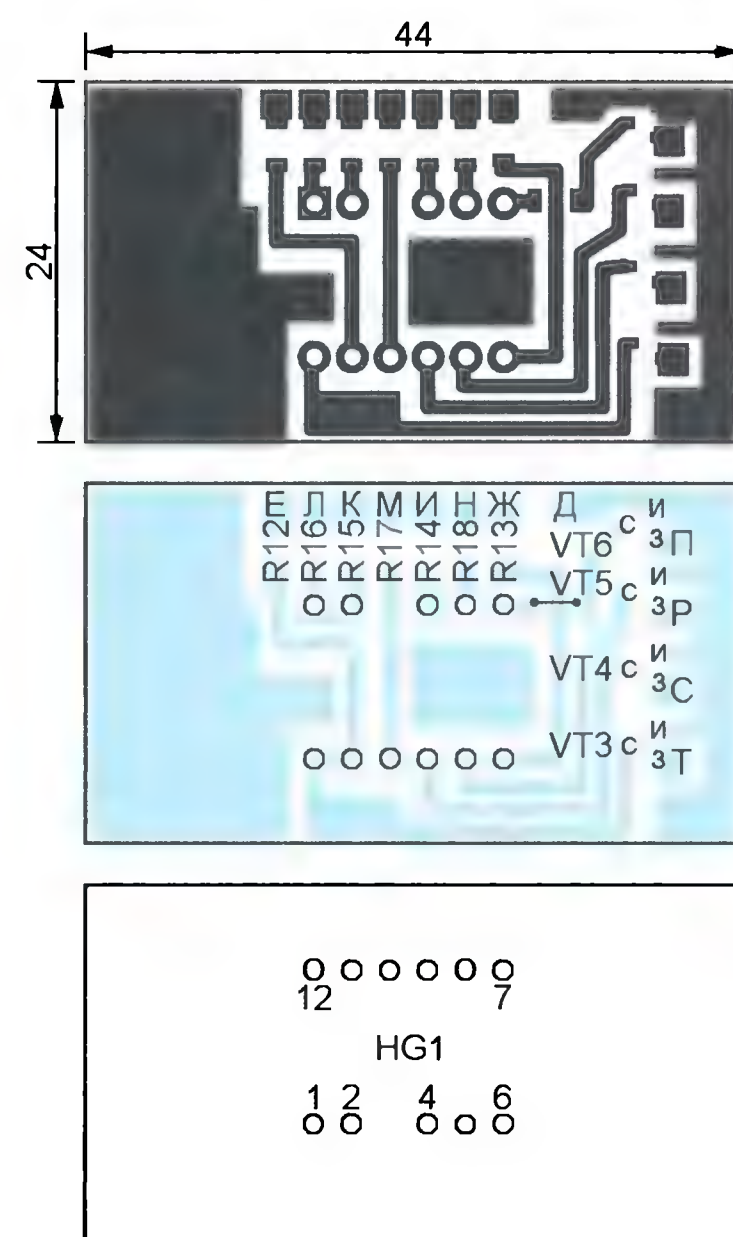 44
24
Е Л К М И Н Ж Д
R12 R16 R15 R17 R14 R18 R13
VT6 с и з П
VT5 с и з Р
VT4 с и з С
VT3 с и з Т
12 7
HG1
1 2 4 6